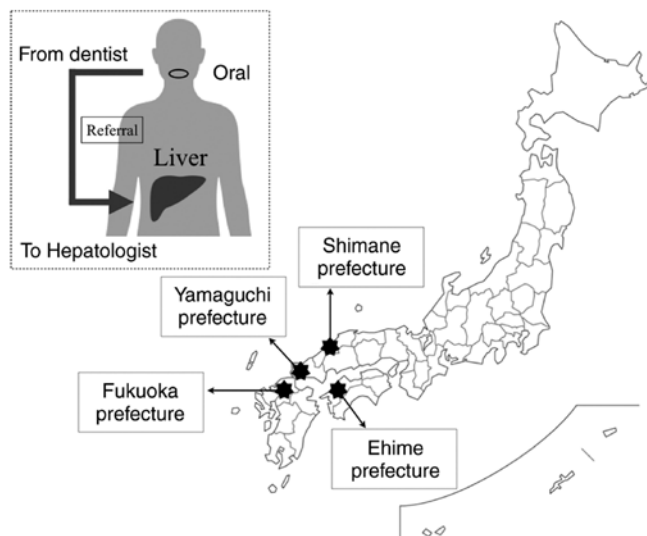 From dentist
Oral
Referral
Liver
To Hepatologist
Shimane
prefecture
Yamaguchi
prefecture
Fukuoka
prefecture
Ehime
prefecture